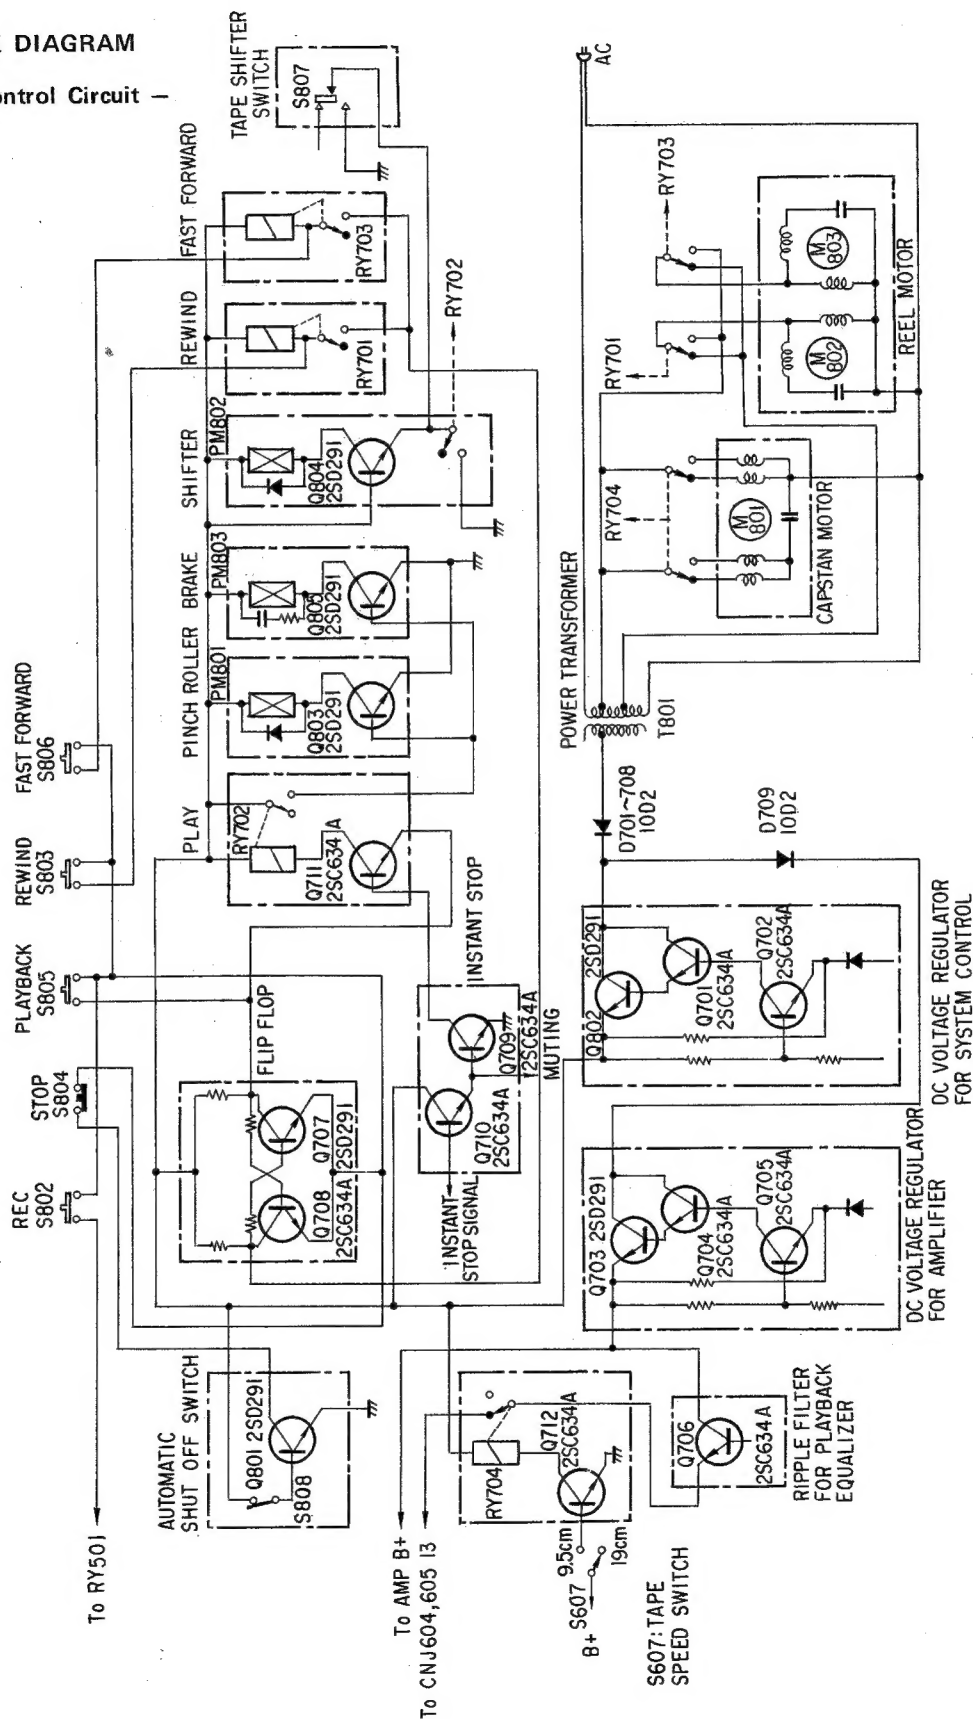 DIAGRAM
ontrol Circuit –
TAPE SHIFTER
SWITCH
S807
FAST FORWARD
RY703
REWIND
RY701
RY702
SHIFTER
PM802
Q804
2SD291
BRAKE
PM803
Q805
2SD291
PINCH ROLLER
PM801
Q803
2SD291
PLAY
RY702
Q711
2SC634 A
FAST FORWARD
S806
REWIND
S803
PLAYBACK
S805
STOP
S804
REC
S802
FLIP FLOP
Q707
2SD291
Q708
2SC634A
INSTANT STOP
Q709
2SC634A
MUTING
Q710
2SC634A
INSTANT
STOP SIGNAL
AUTOMATIC
SHUT OFF SWITCH
Q801 2SD291
S808
To RY501
To AMP B+
To CNJ604,605 13
RY704
Q712
2SC634A
9.5cm
19cm
S607
B+
S607:TAPE
SPEED SWITCH
Q706
2SC634A
RIPPLE FILTER
FOR PLAYBACK
EQUALIZER
AC
RY703
M
803
RY701
M
802
REEL MOTOR
RY704
M
801
CAPSTAN MOTOR
POWER TRANSFORMER
T801
D701~708
10D2
D709
10D2
Q802 2SD291
Q701
2SC634A
Q702
2SC634A
DC VOLTAGE REGULATOR
FOR SYSTEM CONTROL
Q703 2SD291
Q704
2SC634A
Q705
2SC634A
DC VOLTAGE REGULATOR
FOR AMPLIFIER